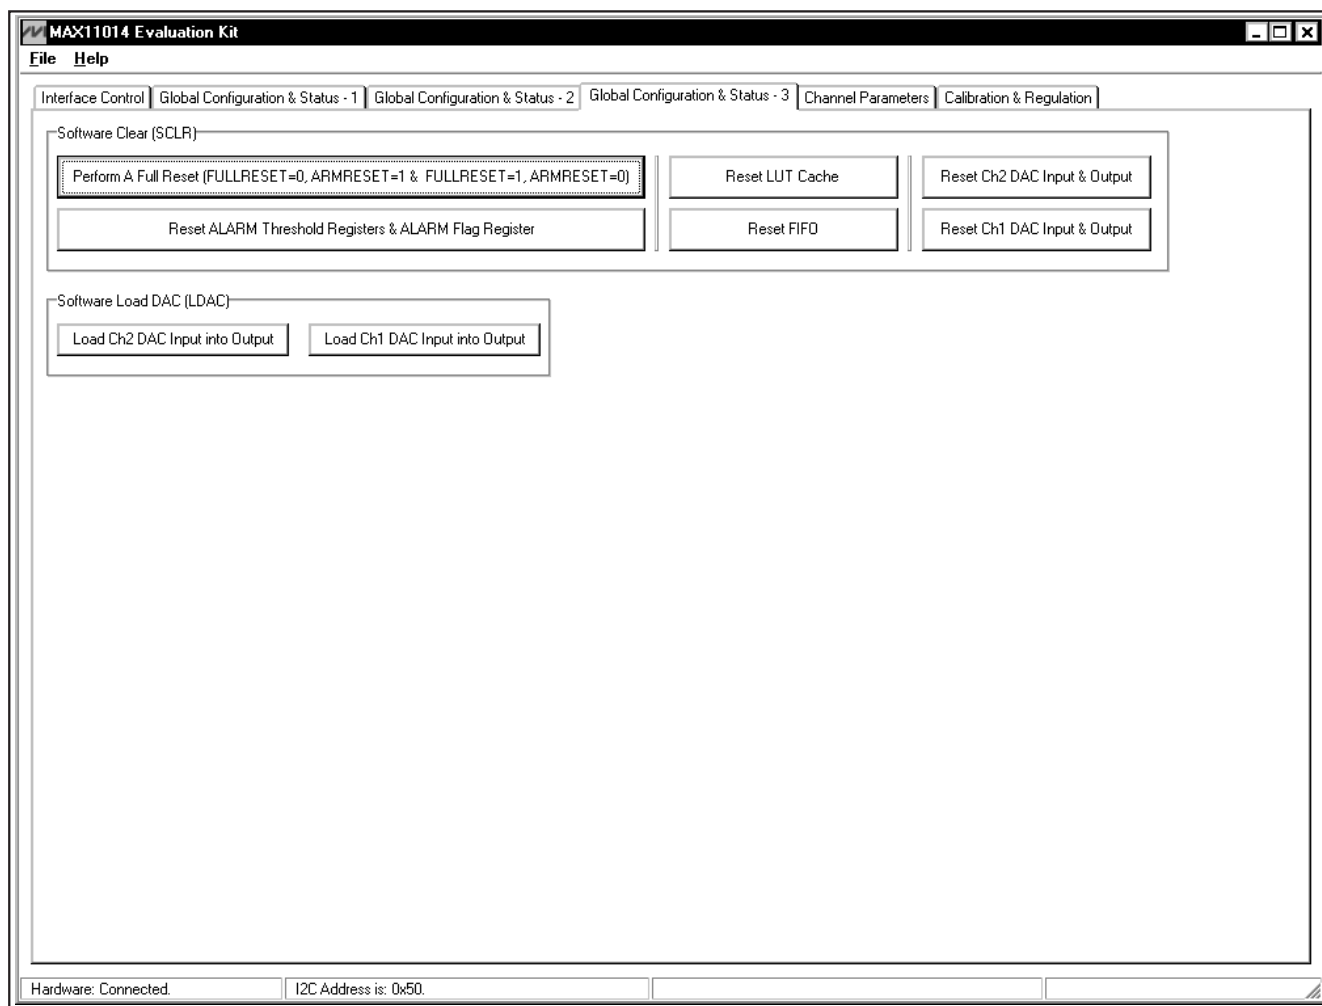 MAX11014 Evaluation Kit
File Help
Interface Control Global Configuration & Status - 1 Global Configuration & Status - 2 Global Configuration & Status - 3 Channel Parameters Calibration & Regulation
Software Clear (SCLR)
Perform A Full Reset (FULLRESET=0, ARMRESET=1 & FULLRESET=1, ARMRESET=0) Reset LUT Cache Reset Ch2 DAC Input & Output
Reset ALARM Threshold Registers & ALARM Flag Register Reset FIFO Reset Ch1 DAC Input & Output
Software Load DAC (LDAC)
Load Ch2 DAC Input into Output Load Ch1 DAC Input into Output
Hardware: Connected. I2C Address is: 0x50.